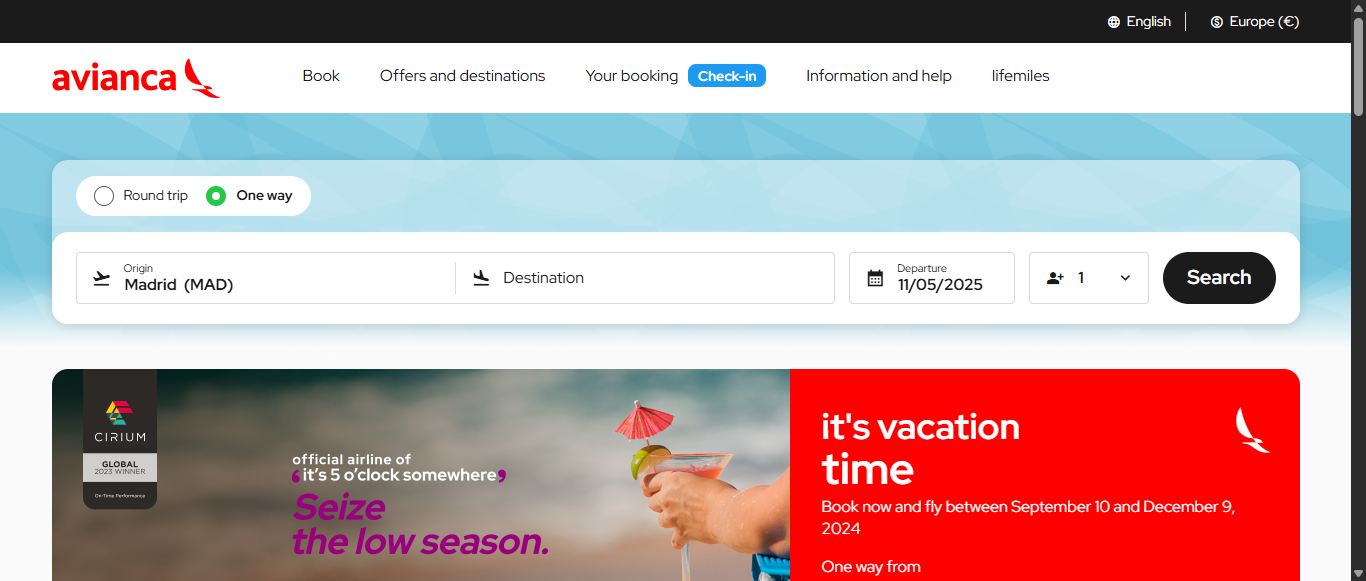 English
Europe (€)
avianca
Book
Offers and destinations
Your booking
Check-in
Information and help
lifemiles
Round trip
One way
Origin
Madrid (MAD)
Destination
Departure
11/05/2025
1
Search
CIRIUM
GLOBAL
2023 WINNER
On-Time Performance
official airline of
‘it’s 5 o’clock somewhere’
Seize
the low season.
it's vacation
time
Book now and fly between September 10 and December 9,
2024
One way from